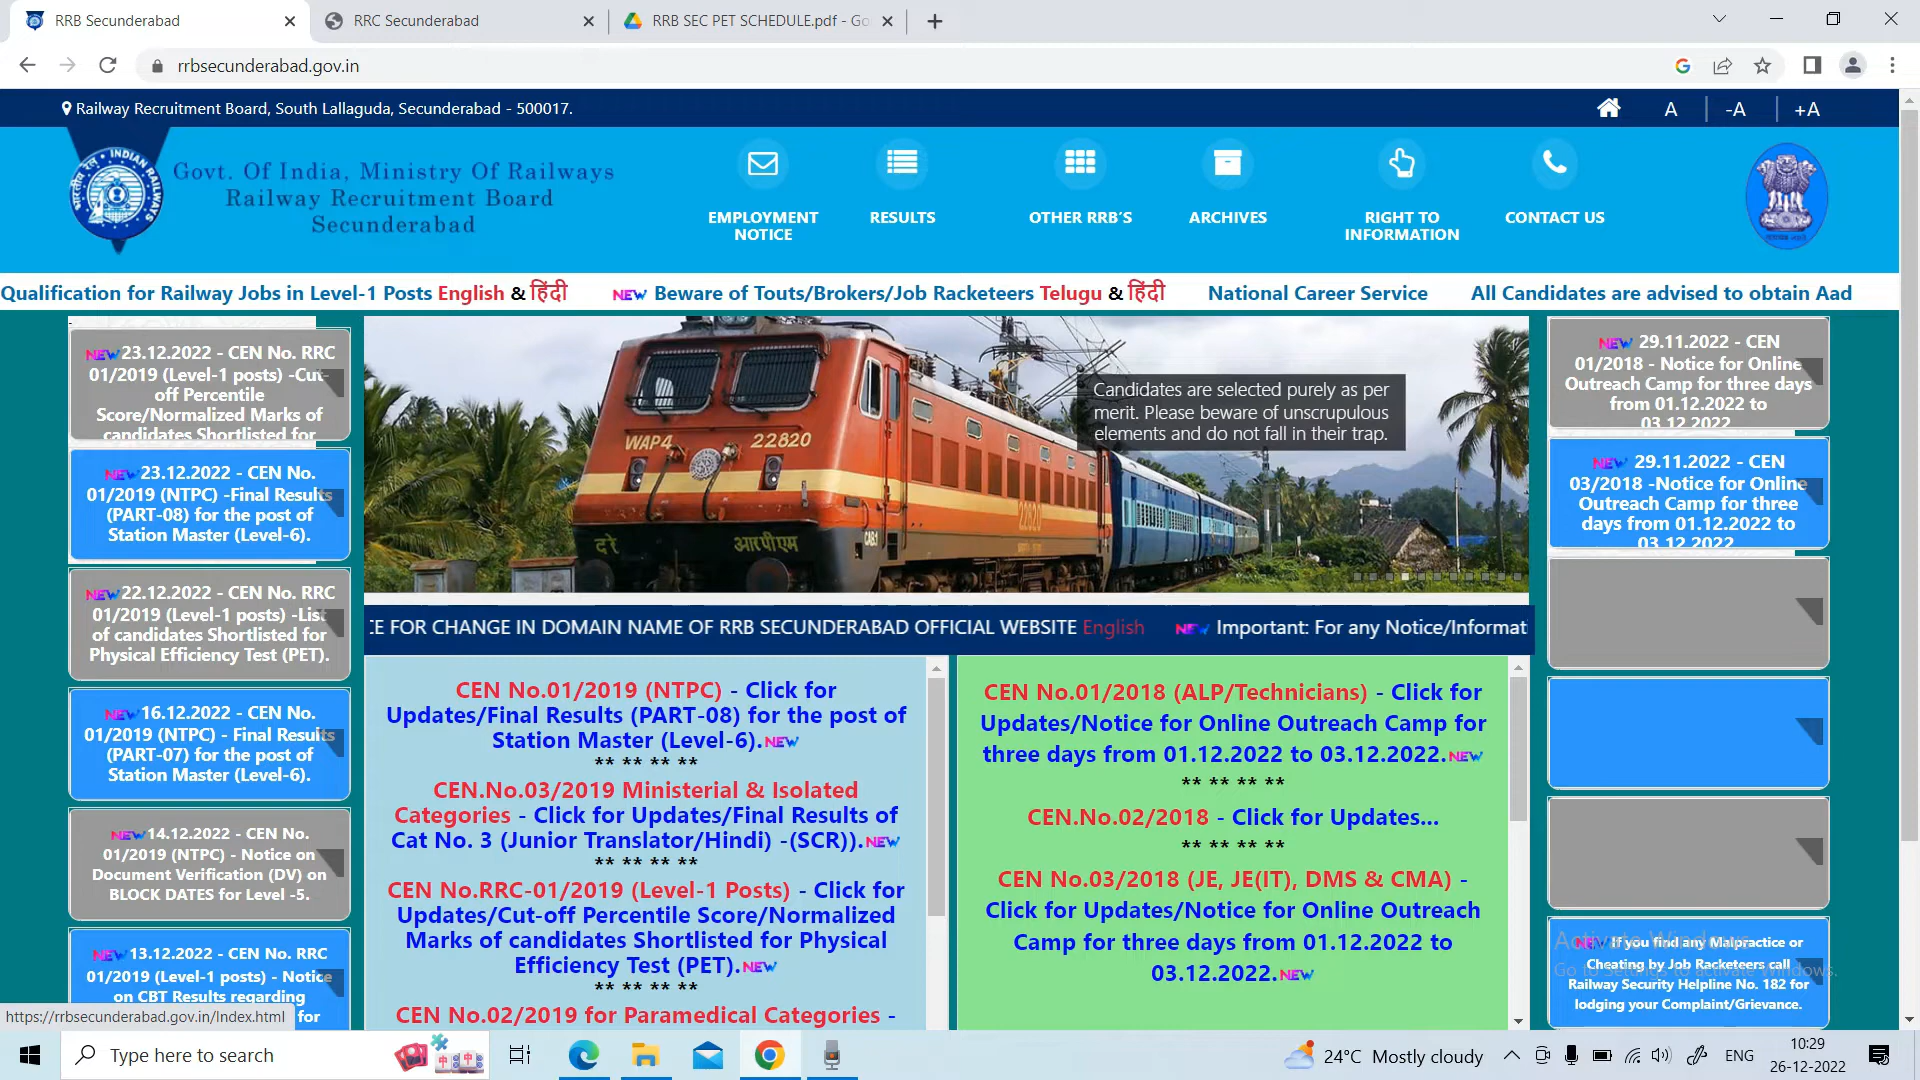 RRB Secunderabad
RRC Secunderabad
RRB SEC PET SCHEDULE.pdf - Go
rrbsecunderabad.gov.in
Railway Recruitment Board, South Lallaguda, Secunderabad - 500017.
A
-A
+A
INDIAN RAILWAYS
भारतीय रेल
Govt. Of India, Ministry Of Railways
Railway Recruitment Board
Secunderabad
EMPLOYMENT
NOTICE
RESULTS
OTHER RRB'S
ARCHIVES
RIGHT TO
INFORMATION
CONTACT US
Qualification for Railway Jobs in Level-1 Posts English & हिंदी NEW Beware of Touts/Brokers/Job Racketeers Telugu & हिंदी National Career Service All Candidates are advised to obtain Aad
NEW 23.12.2022 - CEN No. RRC
01/2019 (Level-1 posts) -Cut-
off Percentile
Score/Normalized Marks of
candidates Shortlisted for
NEW 23.12.2022 - CEN No.
01/2019 (NTPC) -Final Results
(PART-08) for the post of
Station Master (Level-6).
NEW 22.12.2022 - CEN No. RRC
01/2019 (Level-1 posts) -List
of candidates Shortlisted for
Physical Efficiency Test (PET).
NEW 16.12.2022 - CEN No.
01/2019 (NTPC) - Final Results
(PART-07) for the post of
Station Master (Level-6).
NEW 14.12.2022 - CEN No.
01/2019 (NTPC) - Notice on
Document Verification (DV) on
BLOCK DATES for Level -5.
NEW 13.12.2022 - CEN No. RRC
01/2019 (Level-1 posts) - Notice
on CBT Results regarding
for
https://rrbsecunderabad.gov.in/Index.html
WAP4 22820
22820
CAB.1
द रे
आरपीएम
Candidates are selected purely as per
merit. Please beware of unscrupulous
elements and do not fall in their trap.
CE FOR CHANGE IN DOMAIN NAME OF RRB SECUNDERABAD OFFICIAL WEBSITE English NEW Important: For any Notice/Informati
CEN No.01/2019 (NTPC) - Click for
Updates/Final Results (PART-08) for the post of
Station Master (Level-6). NEW
** ** ** **
CEN.No.03/2019 Ministerial & Isolated
Categories - Click for Updates/Final Results of
Cat No. 3 (Junior Translator/Hindi) -(SCR)). NEW
** ** ** **
CEN No.RRC-01/2019 (Level-1 Posts) - Click for
Updates/Cut-off Percentile Score/Normalized
Marks of candidates Shortlisted for Physical
Efficiency Test (PET). NEW
** ** ** **
CEN No.02/2019 for Paramedical Categories -
CEN No.01/2018 (ALP/Technicians) - Click for
Updates/Notice for Online Outreach Camp for
three days from 01.12.2022 to 03.12.2022. NEW
** ** ** **
CEN.No.02/2018 - Click for Updates...
** ** ** **
CEN No.03/2018 (JE, JE(IT), DMS & CMA) -
Click for Updates/Notice for Online Outreach
Camp for three days from 01.12.2022 to
03.12.2022. NEW
NEW 29.11.2022 - CEN
01/2018 - Notice for Online
Outreach Camp for three days
from 01.12.2022 to
03.12.2022
NEW 29.11.2022 - CEN
03/2018 -Notice for Online
Outreach Camp for three
days from 01.12.2022 to
03.12.2022
NEW If you find any Malpractice or
Cheating by Job Racketeers call
Railway Security Helpline No. 182 for
lodging your Complaint/Grievance.
Activate Windows
Go to Settings to activate Windows.
Type here to search
24°C Mostly cloudy
ENG
10:29
26-12-2022